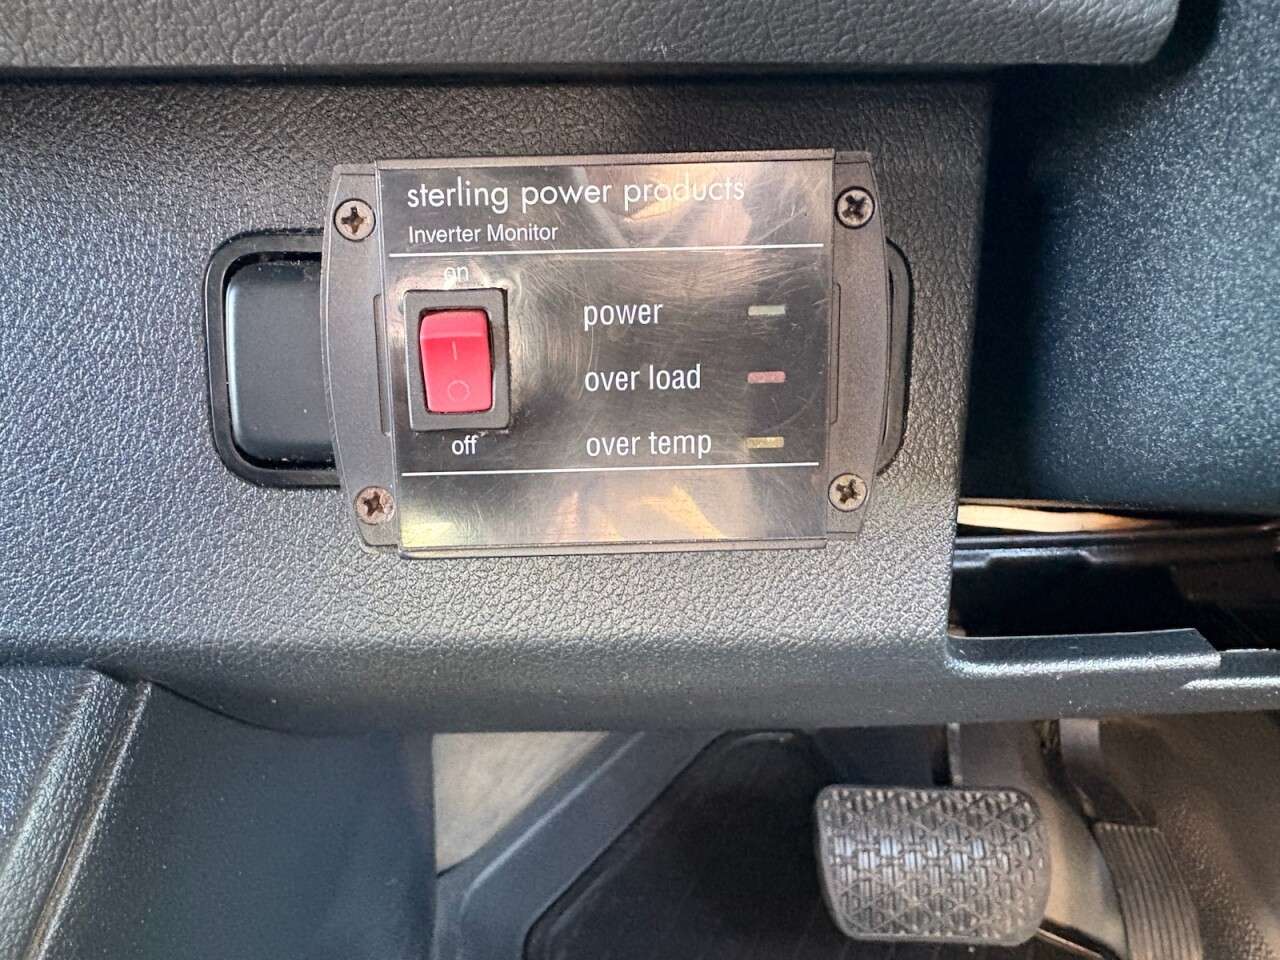 sterling power products
Inverter Monitor
on
power
over load
off
over temp